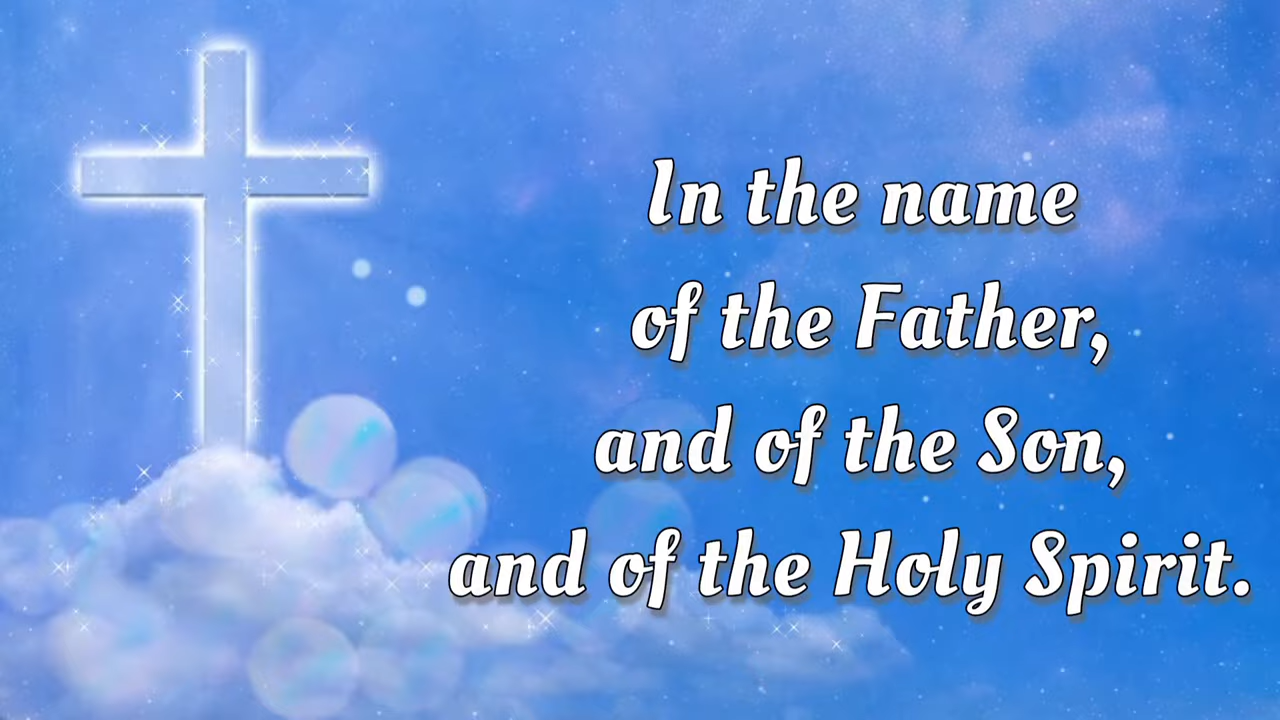 In the name
of the Father,
and of the Son,
and of the Holy Spirit.